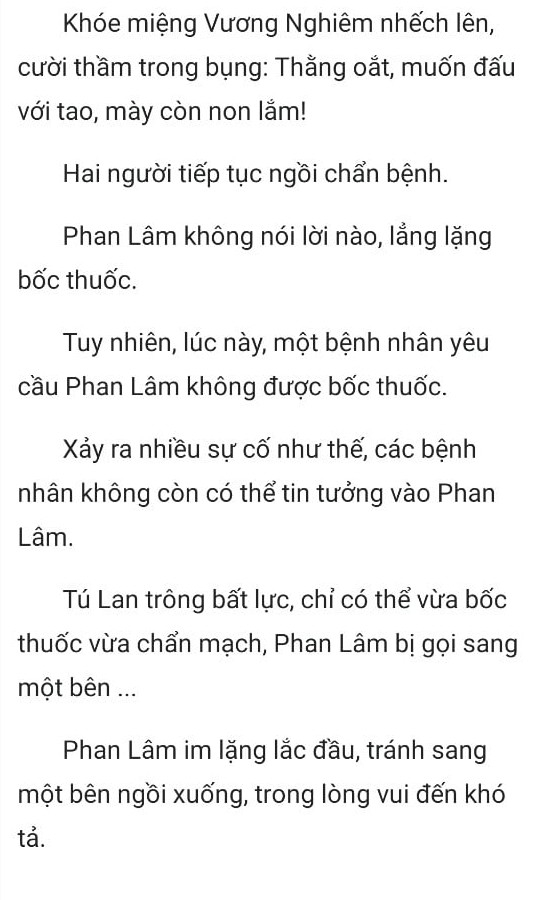 Khóe miệng Vương Nghiêm nhếch lên,
cười thầm trong bụng: Thằng oắt, muốn đấu
với tao, mày còn non lắm!
Hai người tiếp tục ngồi chẩn bệnh.
Phan Lâm không nói lời nào, lẳng lặng
bốc thuốc.
Tuy nhiên, lúc này, một bệnh nhân yêu
cầu Phan Lâm không được bốc thuốc.
Xảy ra nhiều sự cố như thế, các bệnh
nhân không còn có thể tin tưởng vào Phan
Lâm.
Tú Lan trông bất lực, chỉ có thể vừa bốc
thuốc vừa chẩn mạch, Phan Lâm bị gọi sang
một bên ...
Phan Lâm im lặng lắc đầu, tránh sang
một bên ngồi xuống, trong lòng vui đến khó
tả.